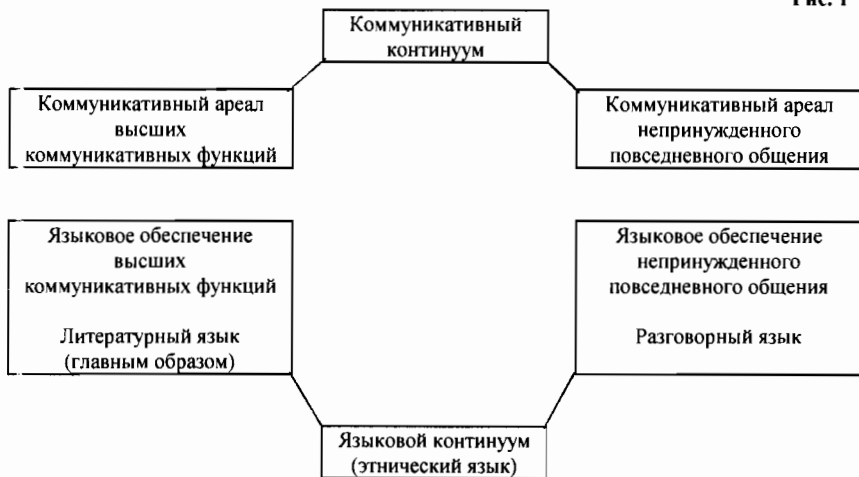 Рис. 1
Коммуникативный
континуум
Коммуникативный ареал
высших
коммуникативных функций
Коммуникативный ареал
непринужденного
повседневного общения
Языковое обеспечение
высших
коммуникативных функций
Литературный язык
(главным образом)
Языковое обеспечение
непринужденного
повседневного общения
Разговорный язык
Языковой континуум
(этнический язык)